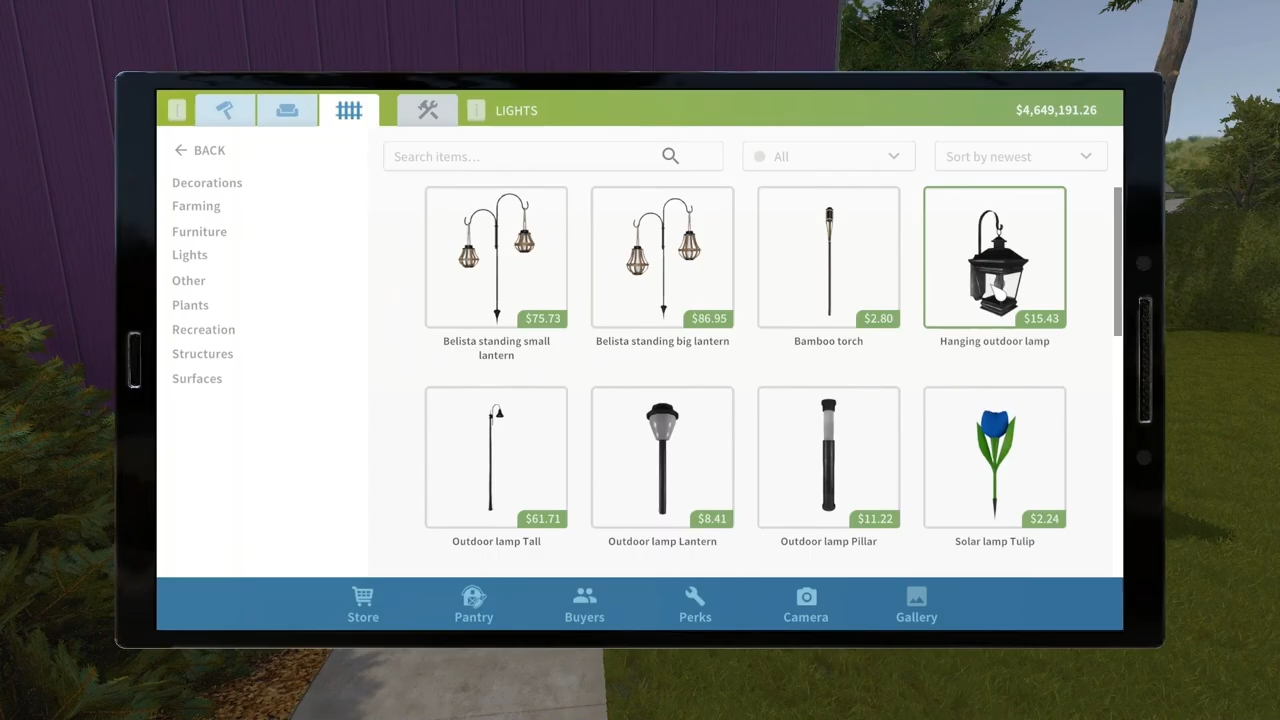 LIGHTS
$4,649,191.26
BACK
Search items...
All
Sort by newest
Decorations
Farming
Furniture
Lights
Other
Plants
Recreation
Structures
Surfaces
$75.73
$86.95
$2.80
$15.43
Belista standing small
lantern
Belista standing big lantern
Bamboo torch
Hanging outdoor lamp
$61.71
$8.41
$11.22
$2.24
Outdoor lamp Tall
Outdoor lamp Lantern
Outdoor lamp Pillar
Solar lamp Tulip
Store
Pantry
Buyers
Perks
Camera
Gallery